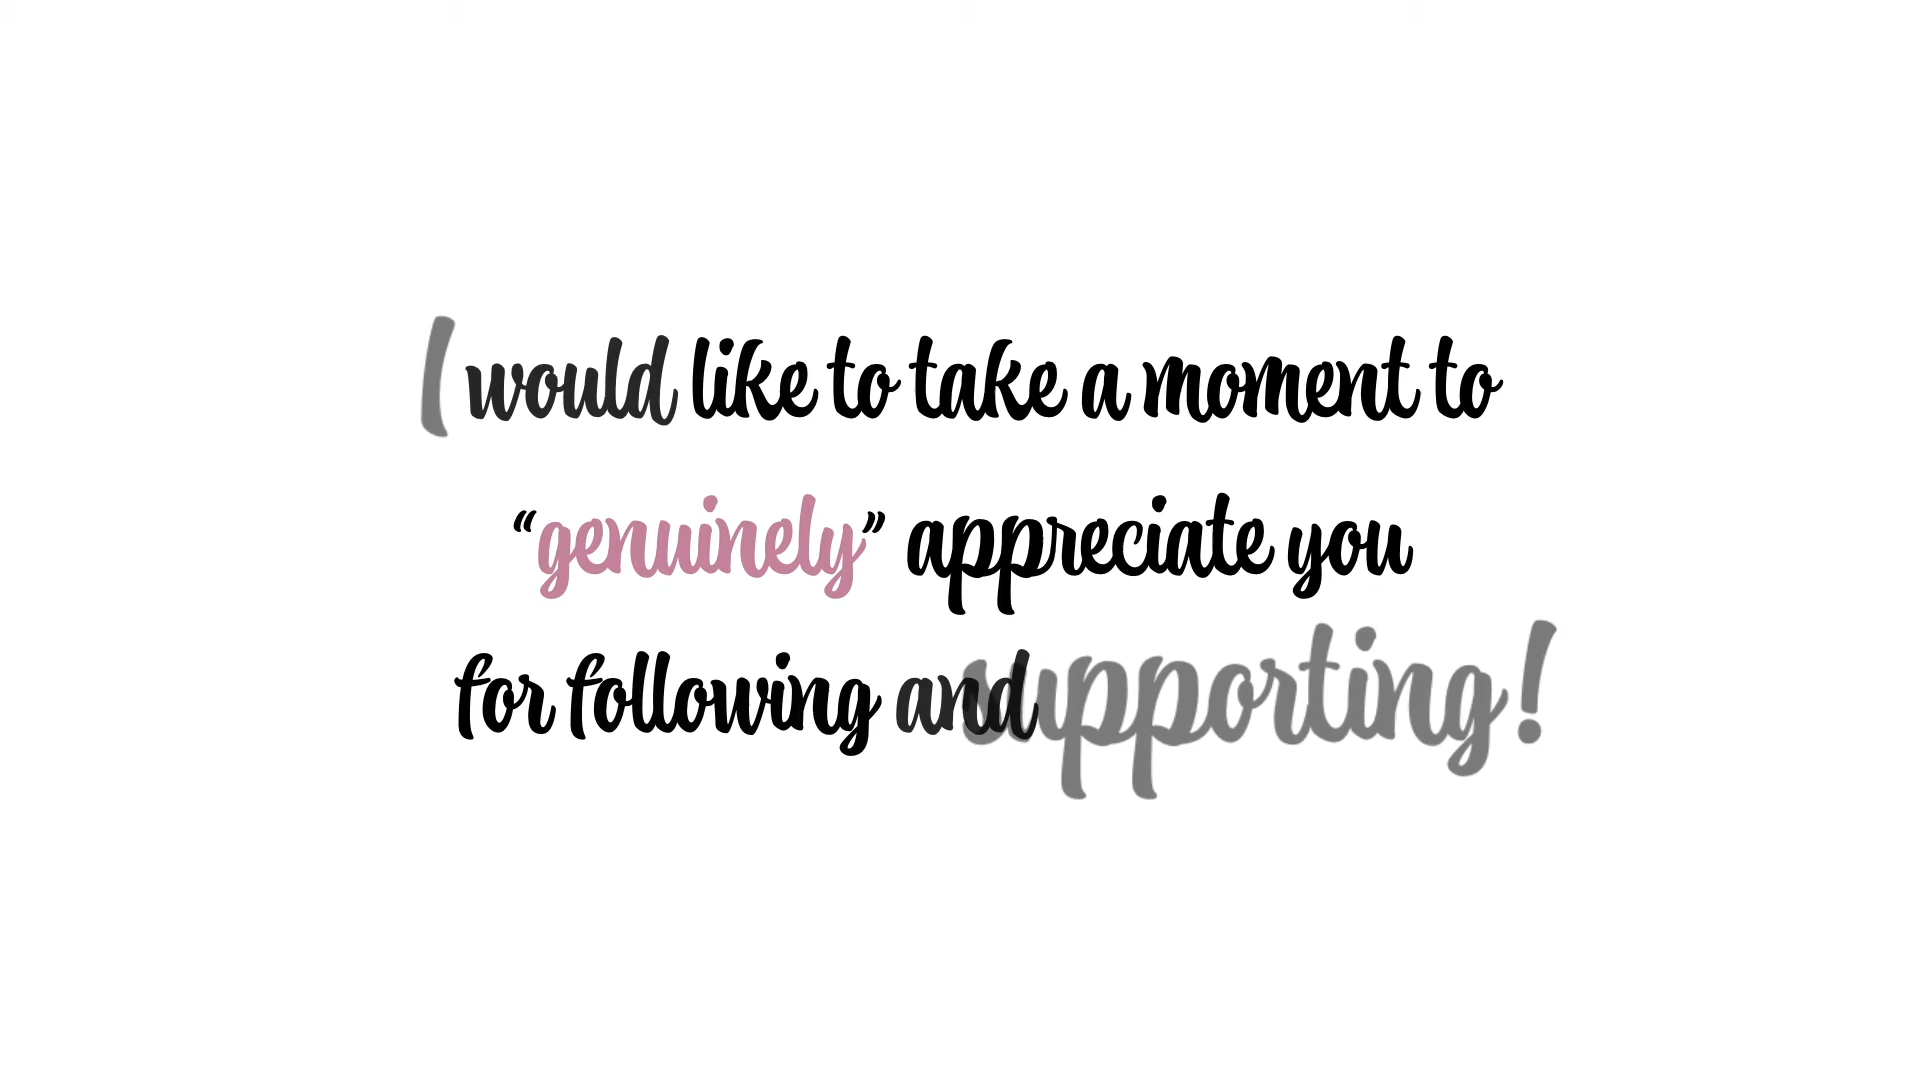 I would like to take a moment to
“genuinely” appreciate you
for following and supporting!